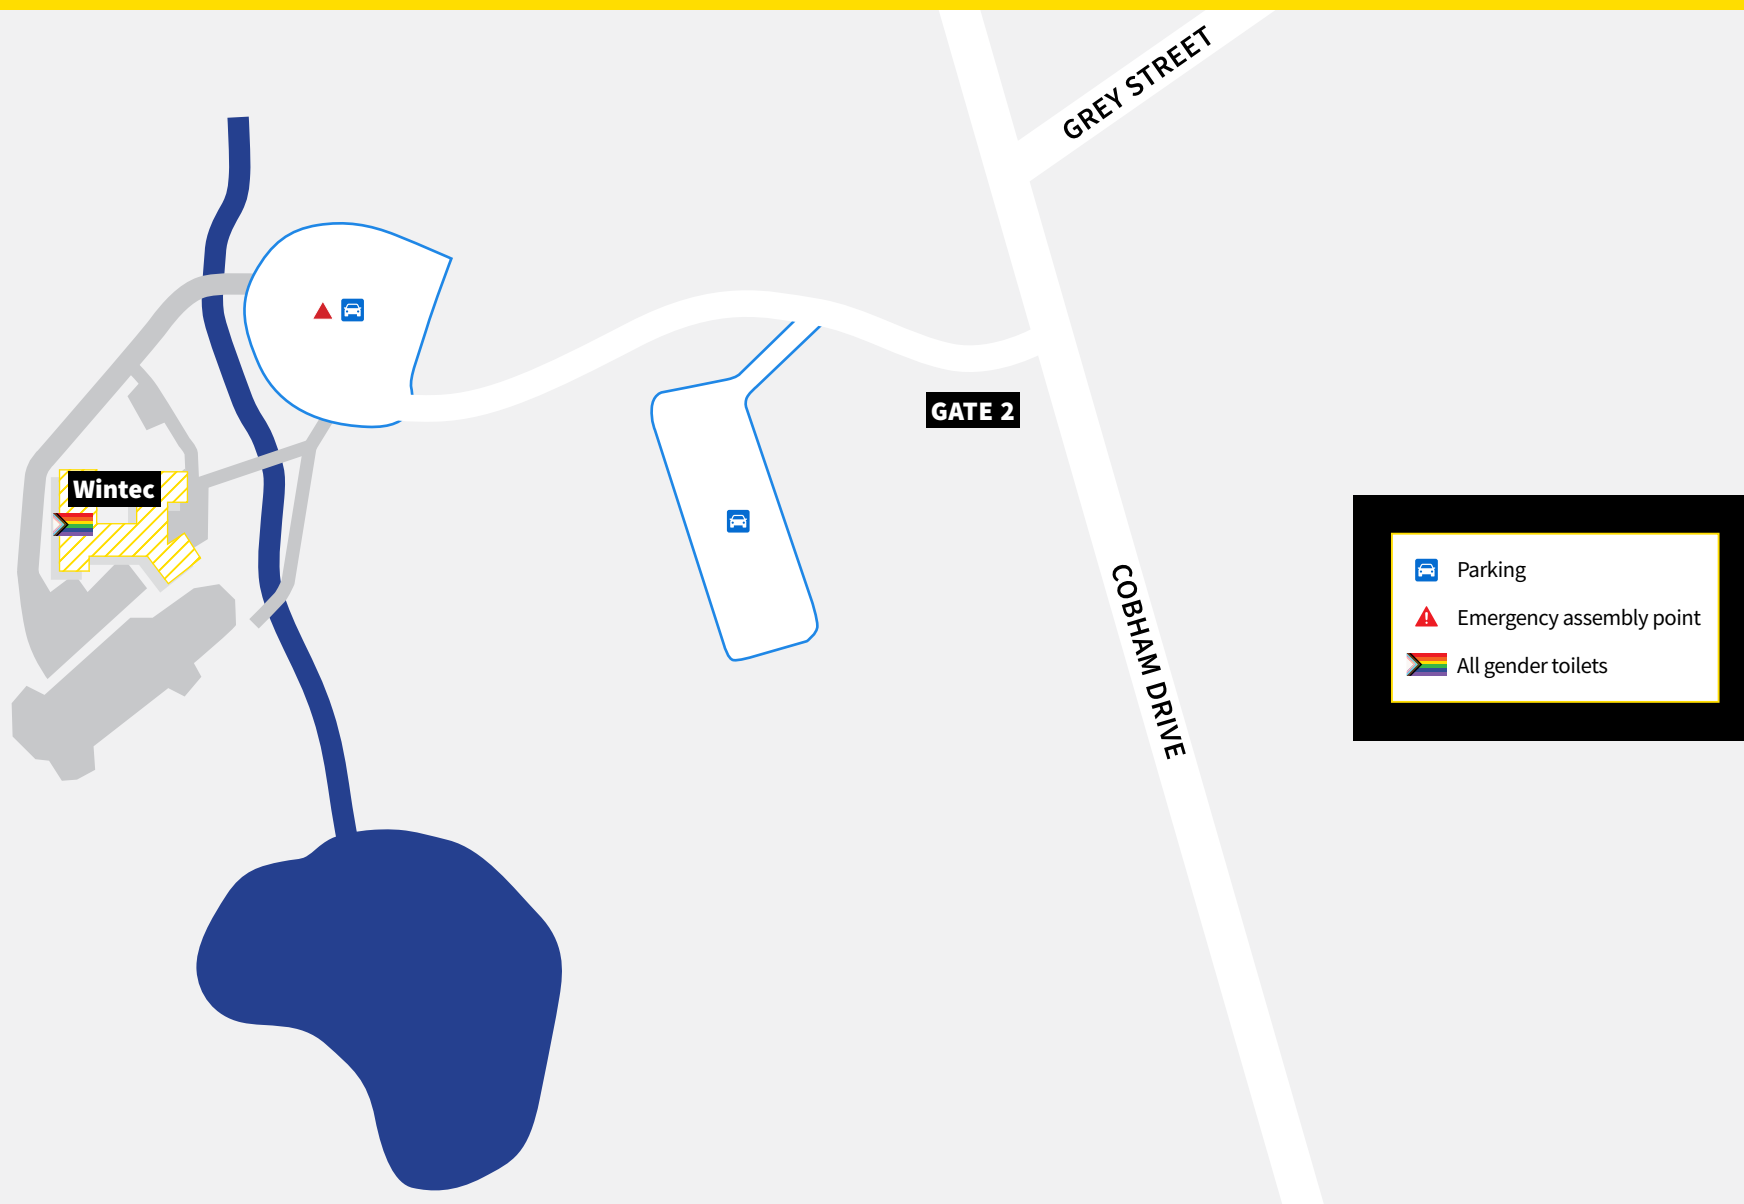 GREY STREET
GATE 2
Wintec
COBHAM DRIVE
Parking
Emergency assembly point
All gender toilets